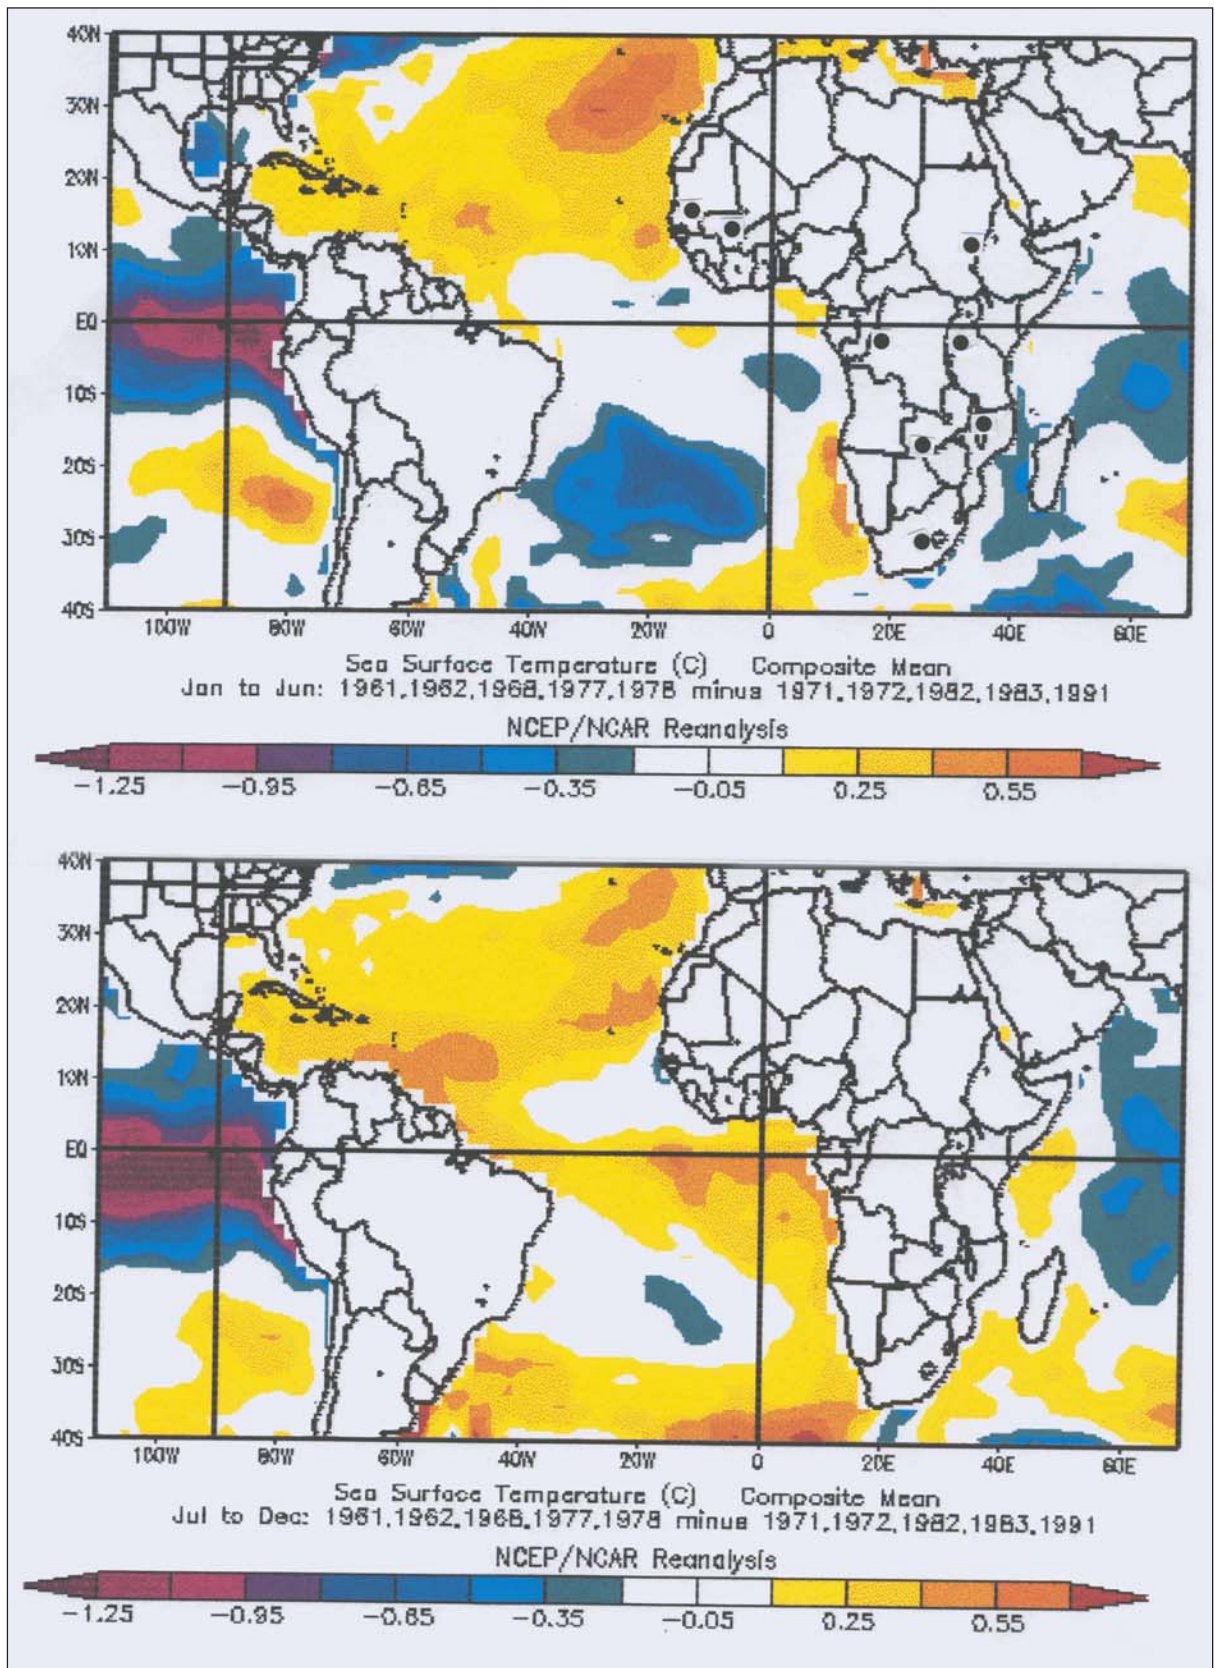 40N
30N
20N
10N
EQ
10S
20S
30S
40S
100W 80W 60W 40W 20W 0 20E 40E 60E
Sea Surface Temperature (C) Composite Mean
Jan to Jun: 1961,1962,1968,1977,1978 minus 1971,1972,1982,1983,1991
NCEP/NCAR Reanalysis
-1.25 -0.95 -0.65 -0.35 -0.05 0.25 0.55
40N
30N
20N
10N
EQ
10S
20S
30S
40S
100W 80W 60W 40W 20W 0 20E 40E 60E
Sea Surface Temperature (C) Composite Mean
Jul to Dec: 1961,1962,1968,1977,1978 minus 1971,1972,1982,1983,1991
NCEP/NCAR Reanalysis
-1.25 -0.95 -0.65 -0.35 -0.05 0.25 0.55